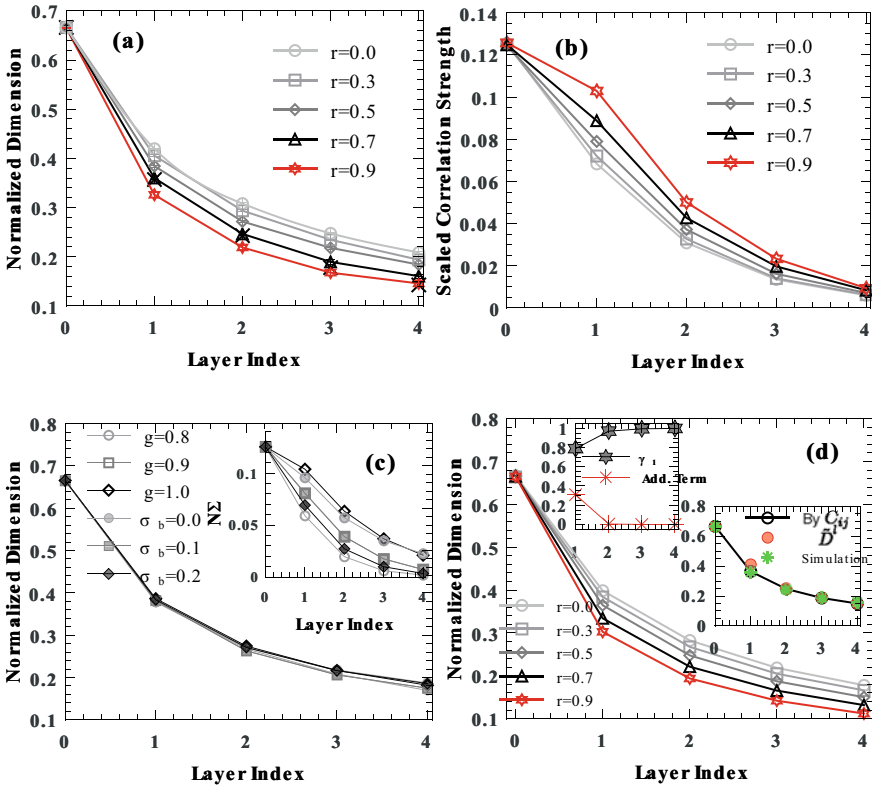 (a)
Normalized Dimension
0.7
0.6
0.5
0.4
0.3
0.2
0.1
r=0.0
r=0.3
r=0.5
r=0.7
r=0.9
0 1 2 3 4
Layer Index
(b)
Scaled Correlation Strength
0.14
0.12
0.1
0.08
0.06
0.04
0.02
0
r=0.0
r=0.3
r=0.5
r=0.7
r=0.9
0 1 2 3 4
Layer Index
(c)
Normalized Dimension
0.8
0.7
0.6
0.5
0.4
0.3
0.2
0.1
g=0.8
g=0.9
g=1.0
σ b=0.0
σ b=0.1
σ b=0.2
NΣ
0.1
0.05
0
0 1 2 3 4
Layer Index
0 1 2 3 4
Layer Index
(d)
Normalized Dimension
0.8
0.7
0.6
0.5
0.4
0.3
0.2
0.1
1
0.8
0.6
0.4
0.2
0
γ 1
Add. Term
1 2 3 4
0.8
0.6
0.4
0.2
0
By Cij
D̃¹
Simulation
0 1 2 3 4
r=0.0
r=0.3
r=0.5
r=0.7
r=0.9
0 1 2 3 4
Layer Index